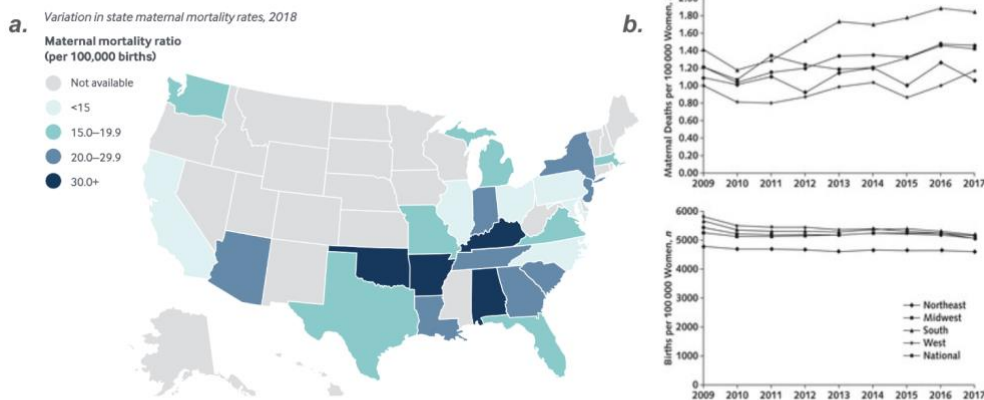 a.
Variation in state maternal mortality rates, 2018
Maternal mortality ratio
(per 100,000 births)
Not available
<15
15.0–19.9
20.0–29.9
30.0+
b.
Maternal Deaths per 100 000 Women,
1.80
1.60
1.40
1.20
1.00
0.80
0.60
0.40
0.20
0.00
2009 2010 2011 2012 2013 2014 2015 2016 2017
Births per 100 000 Women, n
6000
5000
4000
3000
2000
1000
0
Northeast
Midwest
South
West
National
2009 2010 2011 2012 2013 2014 2015 2016 2017